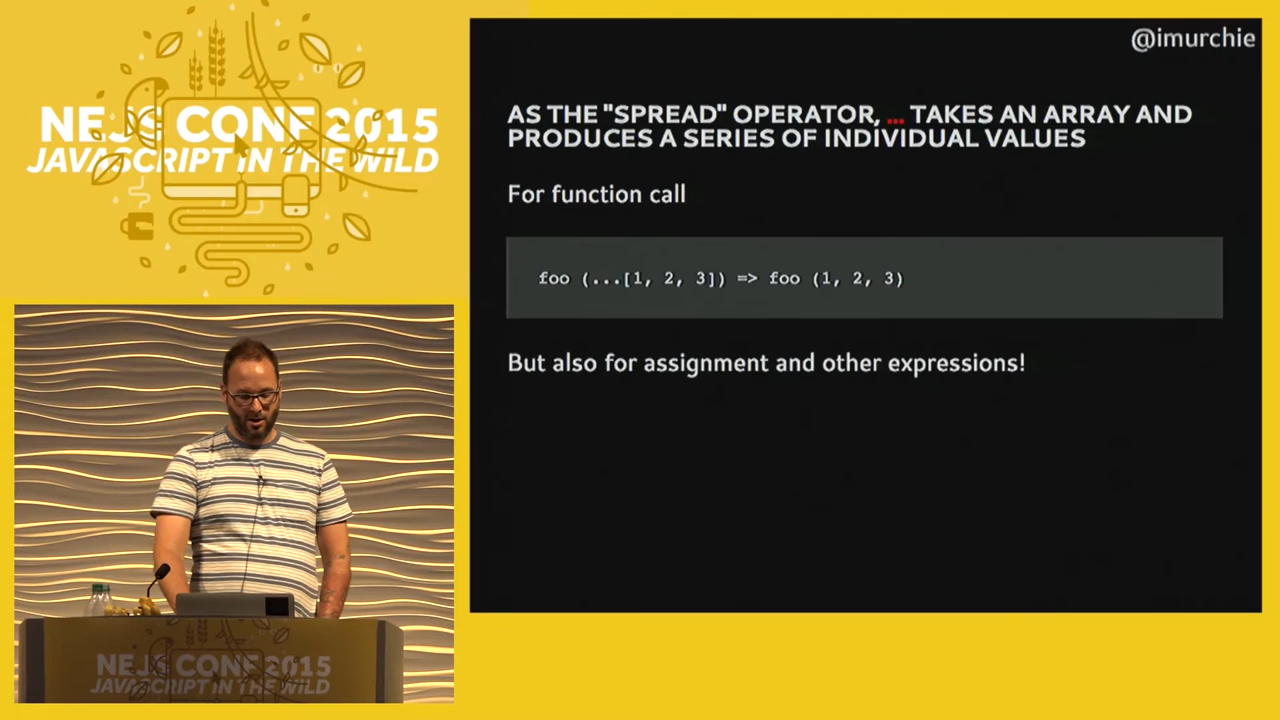 NEJS CONF 2015
JAVASCRIPT IN THE WILD
@imurchie
AS THE "SPREAD" OPERATOR, ... TAKES AN ARRAY AND
PRODUCES A SERIES OF INDIVIDUAL VALUES
For function call
foo (...[1, 2, 3]) => foo (1, 2, 3)
But also for assignment and other expressions!
NEJS CONF 2015
JAVASCRIPT IN THE WILD